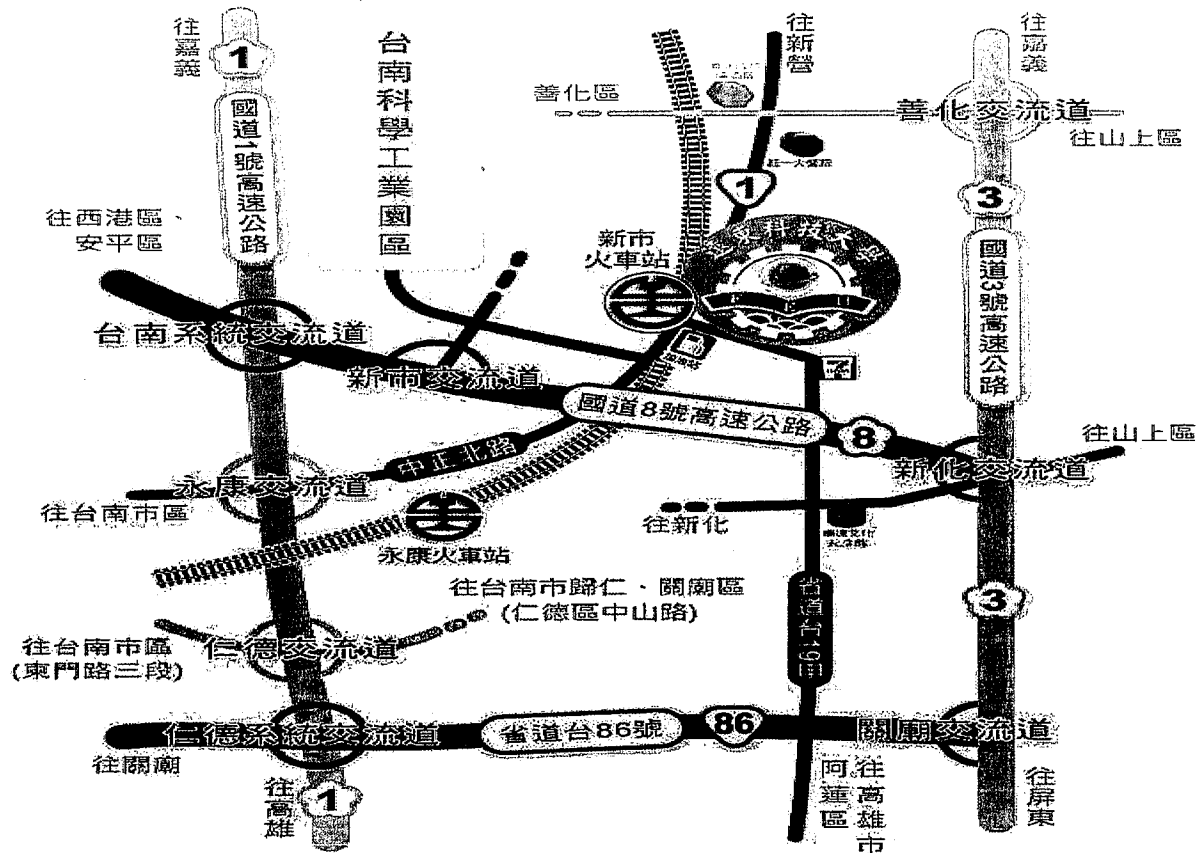 往嘉義
1
國道1號高速公路
台南科學工業園區
往新營
往嘉義
善化區
善化交流道
往山上區
1
3
國道3號高速公路
往西港區、
安平區
新市
火車站
台南系統交流道
新市交流道
7
國道8號高速公路
8
往山上區
新化交流道
中正北路
永康交流道
往台南市區
往新化
永康火車站
往台南市歸仁、關廟區
(仁德區中山路)
省道台19甲
3
往台南市區
(東門路三段)
仁德交流道
仁德系統交流道
省道台86號
86
關廟交流道
往關廟
往高雄
1
往高雄市
阿蓮區
往屏東